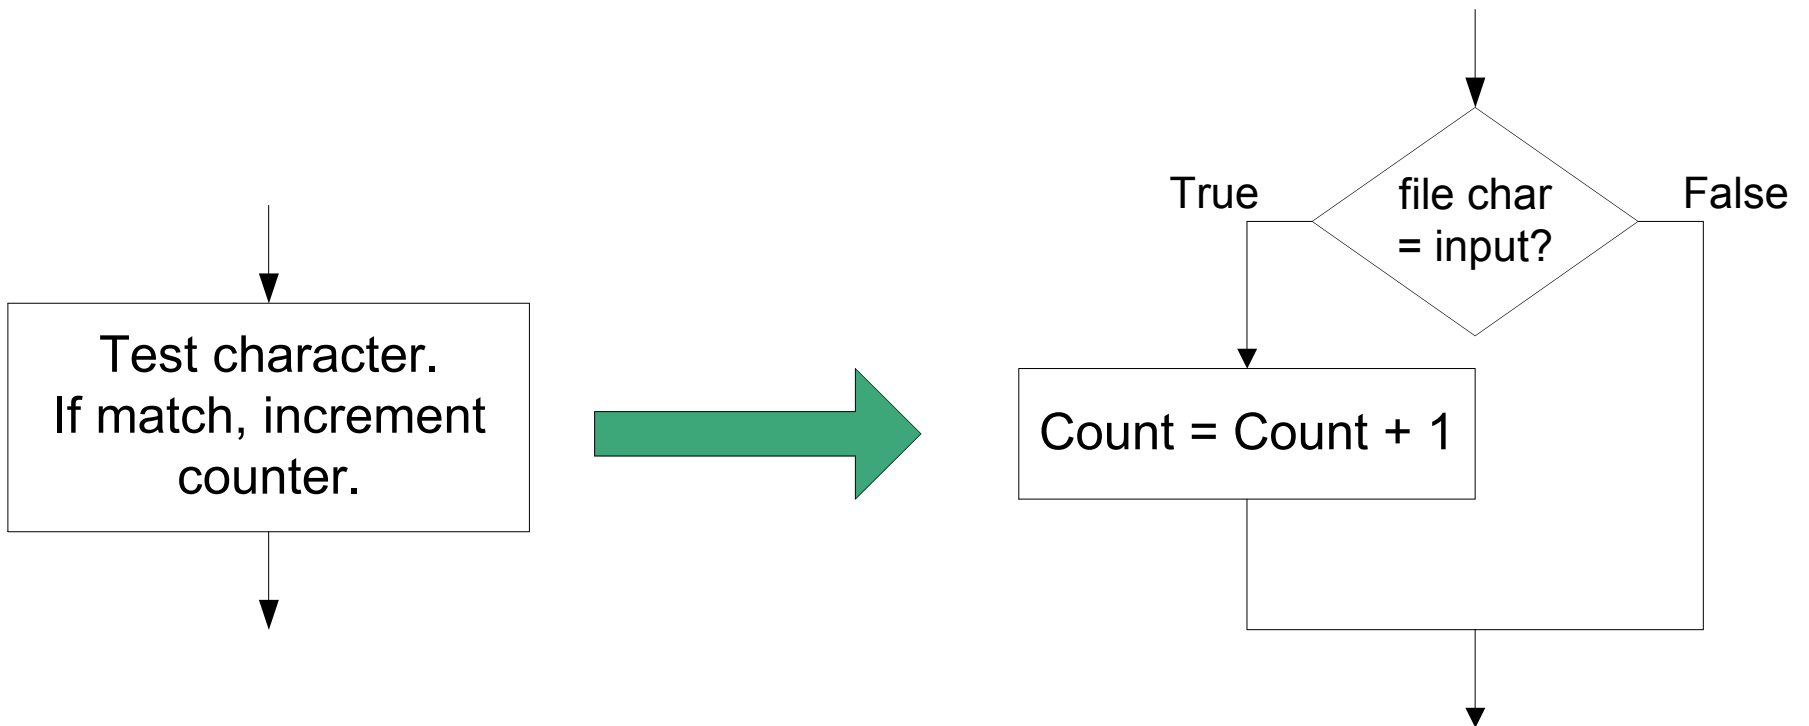 Test character.
If match, increment
counter.
True
file char
= input?
False
Count = Count + 1